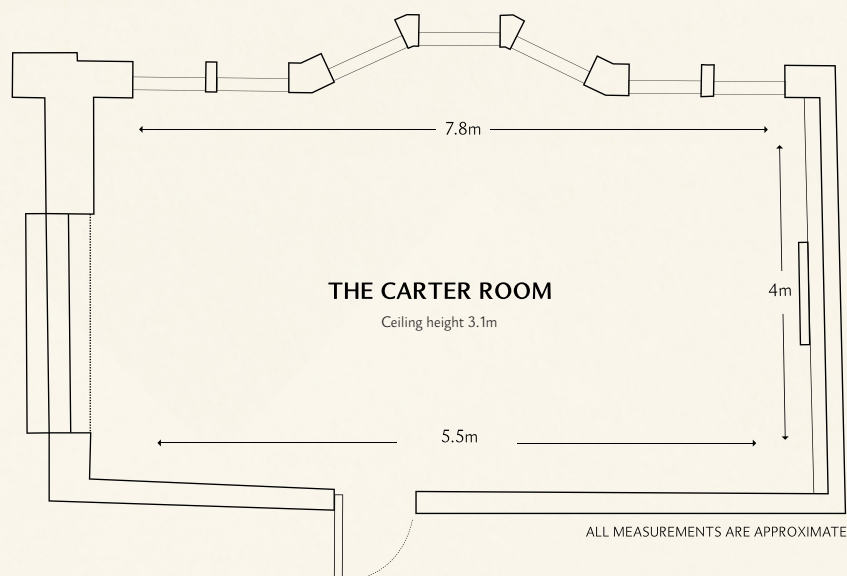 7.8m
THE CARTER ROOM
Ceiling height 3.1m
4m
5.5m
ALL MEASUREMENTS ARE APPROXIMATE